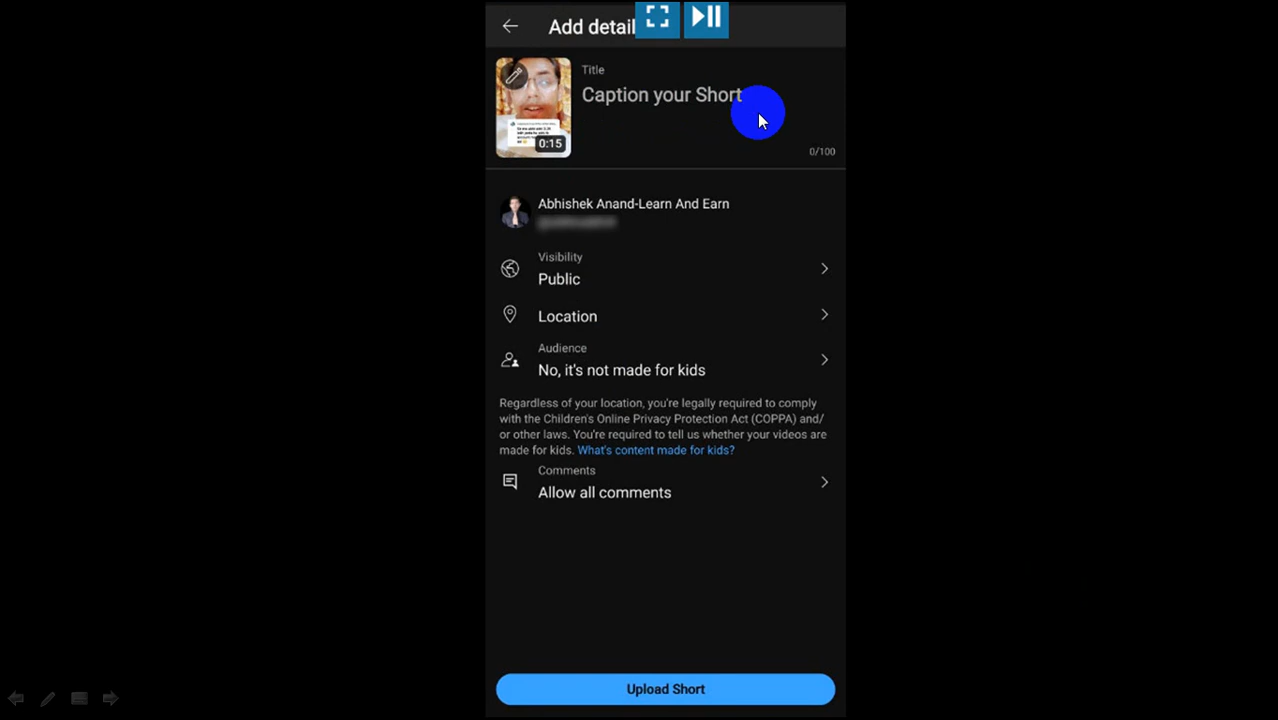 Add detail
Title
Caption your Short
0:15
0/100
Abhishek Anand-Learn And Earn
Visibility
Public
Location
Audience
No, it's not made for kids
Regardless of your location, you're legally required to comply
with the Children's Online Privacy Protection Act (COPPA) and/
or other laws. You're required to tell us whether your videos are
made for kids. What's content made for kids?
Comments
Allow all comments
Upload Short